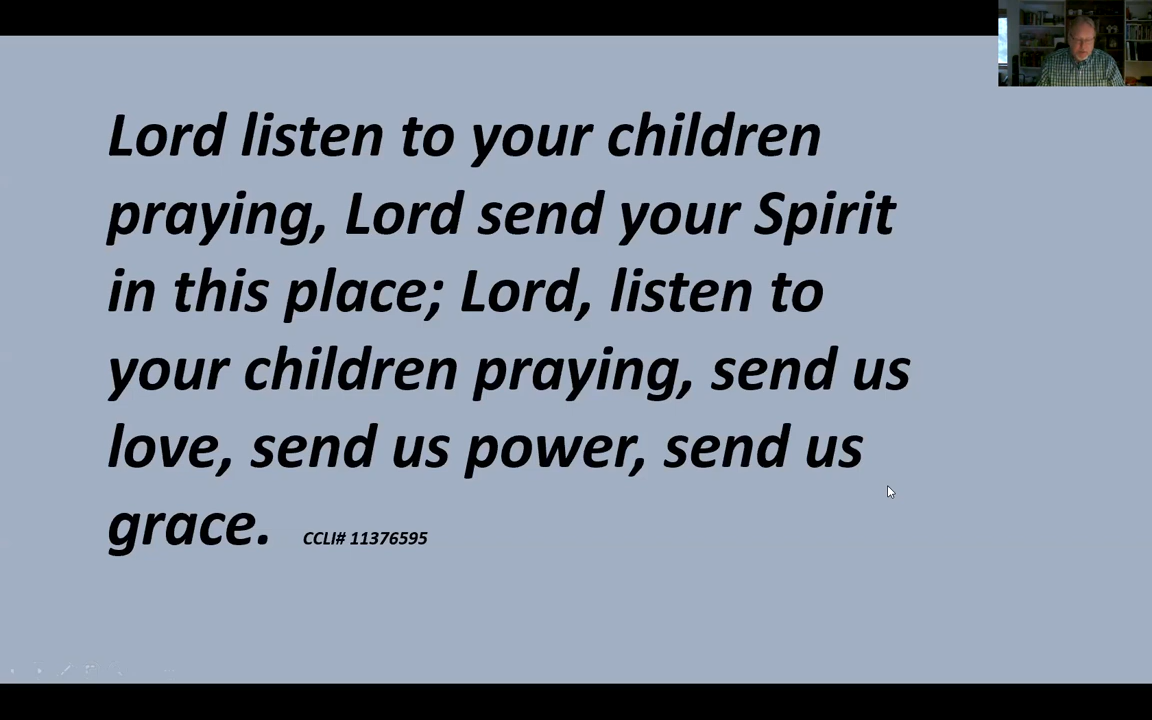 Lord listen to your children
praying, Lord send your Spirit
in this place; Lord, listen to
your children praying, send us
love, send us power, send us
grace. CCLI# 11376595